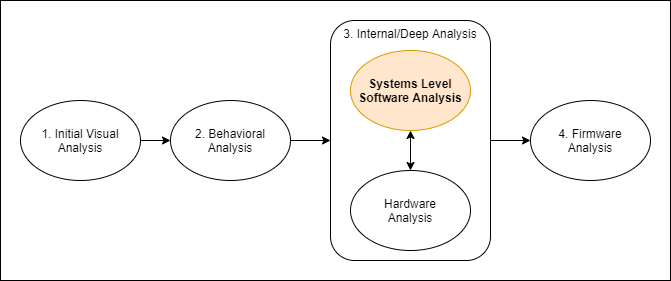 1. Initial Visual
Analysis
2. Behavioral
Analysis
3. Internal/Deep Analysis
Systems Level
Software Analysis
Hardware
Analysis
4. Firmware
Analysis